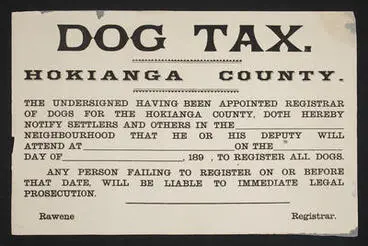 DOG TAX.
HOKIANGA COUNTY.
THE UNDERSIGNED HAVING BEEN APPOINTED REGISTRAR
OF DOGS FOR THE HOKIANGA COUNTY, DOTH HEREBY
NOTIFY SETTLERS AND OTHERS IN THE
NEIGHBOURHOOD THAT HE OR HIS DEPUTY WILL
ATTEND AT ON THE
DAY OF , 189 , TO REGISTER ALL DOGS.
ANY PERSON FAILING TO REGISTER ON OR BEFORE
THAT DATE, WILL BE LIABLE TO IMMEDIATE LEGAL
PROSECUTION.
Rawene Registrar.